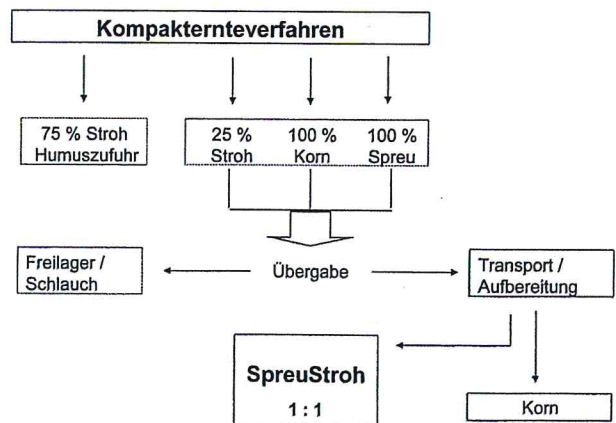 Kompakternteverfahren
75 % Stroh
Humuszufuhr
25 % 100 % 100 %
Stroh Korn Spreu
Freilager /
Schlauch
Übergabe
Transport /
Aufbereitung
SpreuStroh
1 : 1
Korn